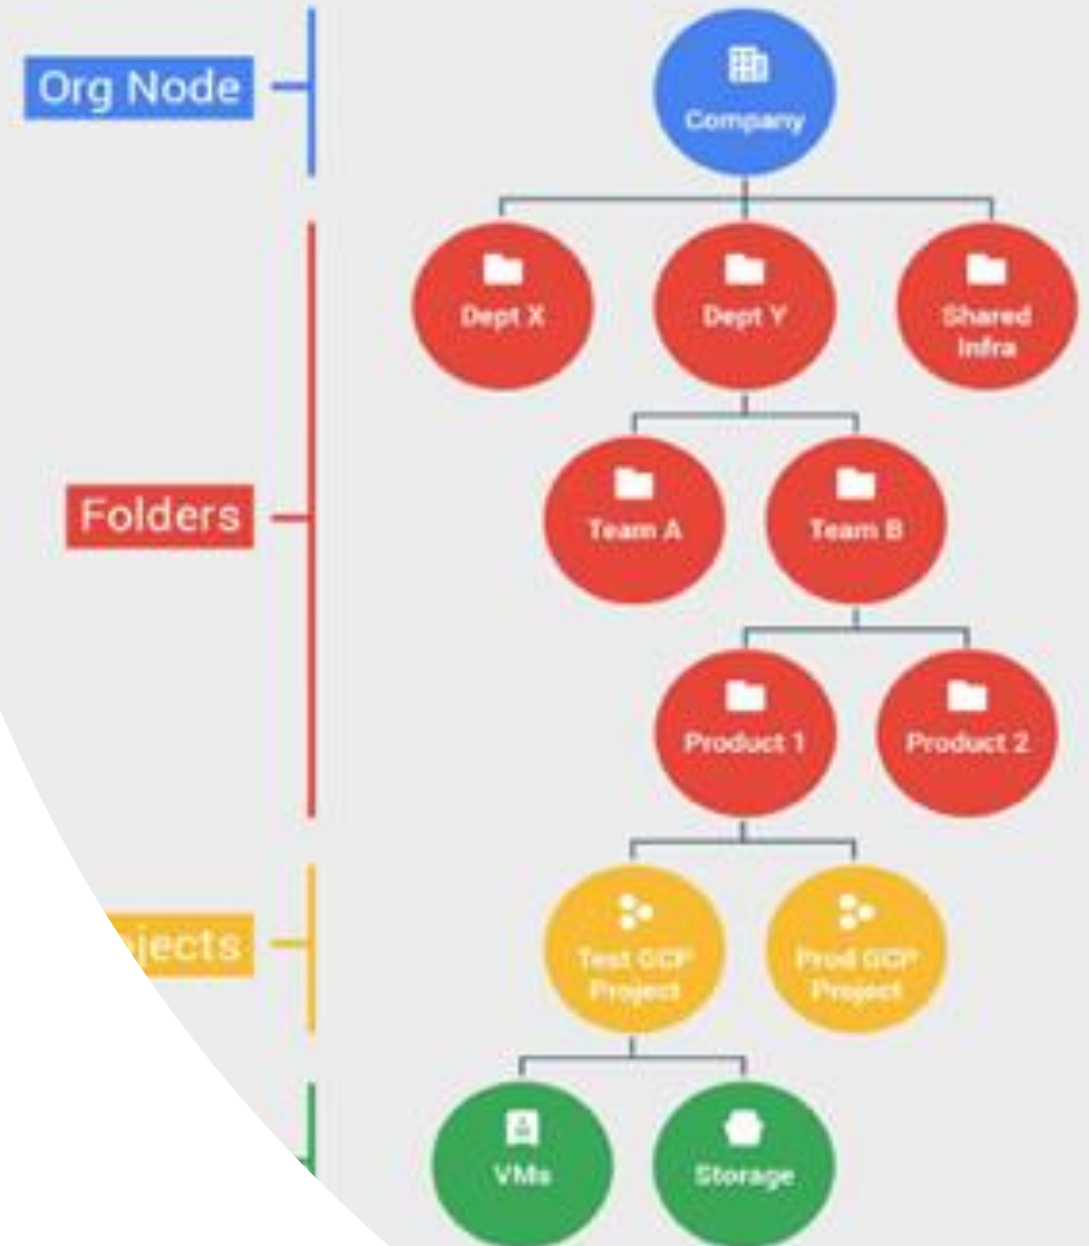 Org Node
Company
Dept X
Dept Y
Shared
Infra
Folders
Team A
Team B
Product 1
Product 2
ojects
Test GCP
Project
Prod GCP
Project
VMs
Storage